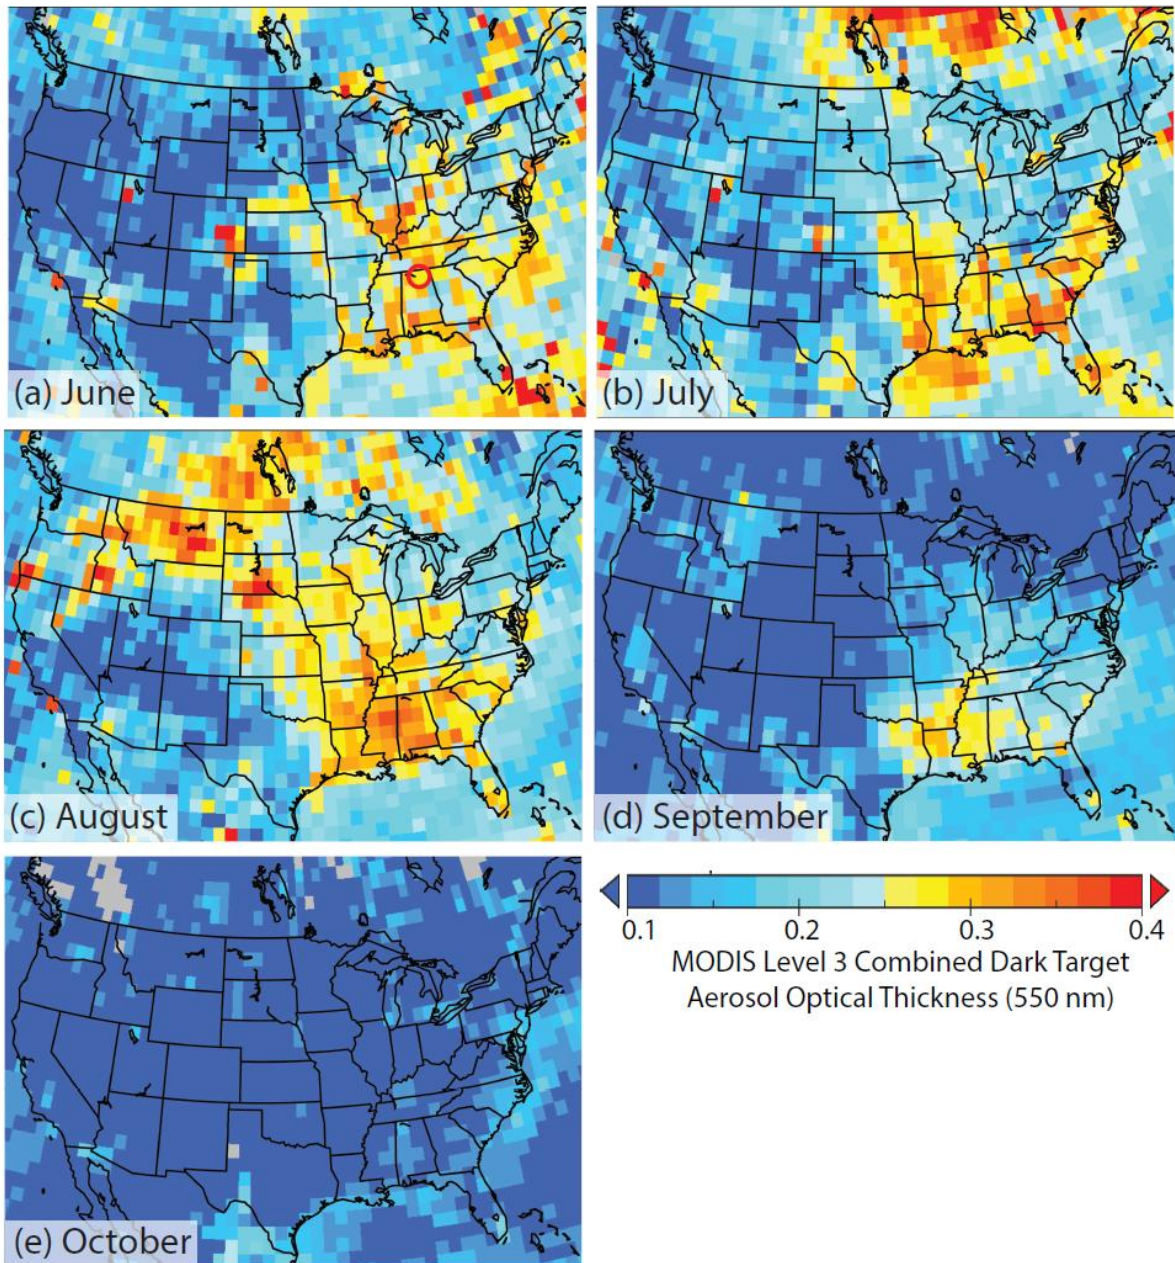 (a) June
(b) July
(c) August
(d) September
(e) October
0.1 0.2 0.3 0.4
MODIS Level 3 Combined Dark Target
Aerosol Optical Thickness (550 nm)